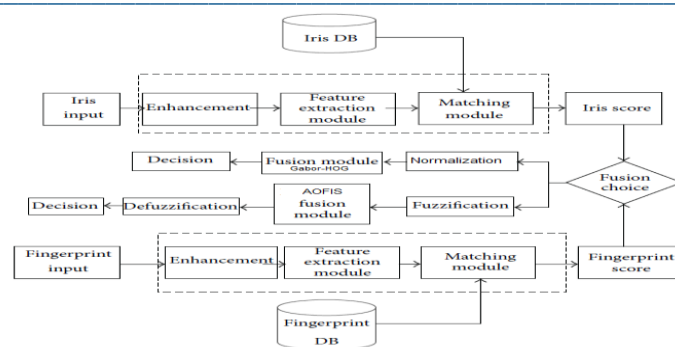 Iris DB
Iris
input
Enhancement
Feature
extraction
module
Matching
module
Iris score
Decision
Fusion module
Gabor-HOG
Normalization
Fusion
choice
Decision
Defuzzification
AOFIS
fusion
module
Fuzzification
Fingerprint
input
Enhancement
Feature
extraction
module
Matching
module
Fingerprint
score
Fingerprint
DB